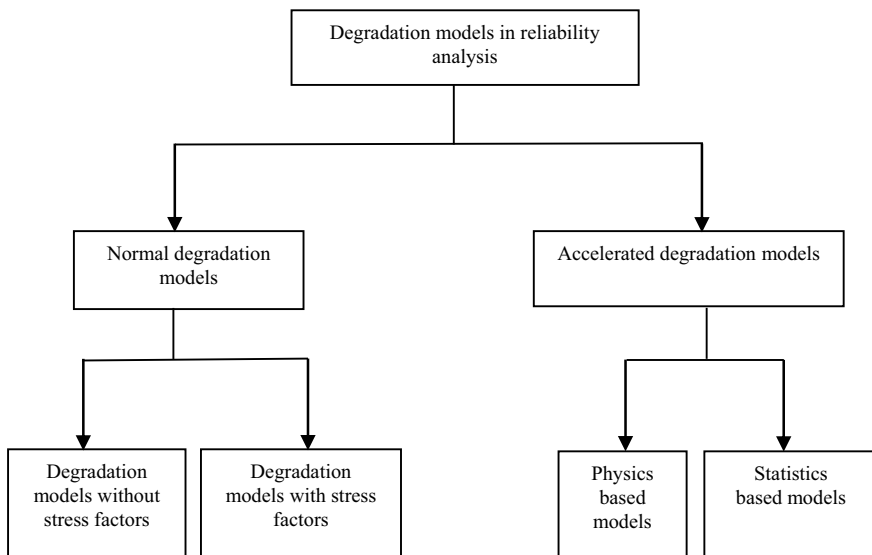 Degradation models in reliability
analysis
Normal degradation
models
Accelerated degradation models
Degradation
models without
stress factors
Degradation
models with stress
factors
Physics
based
models
Statistics
based models